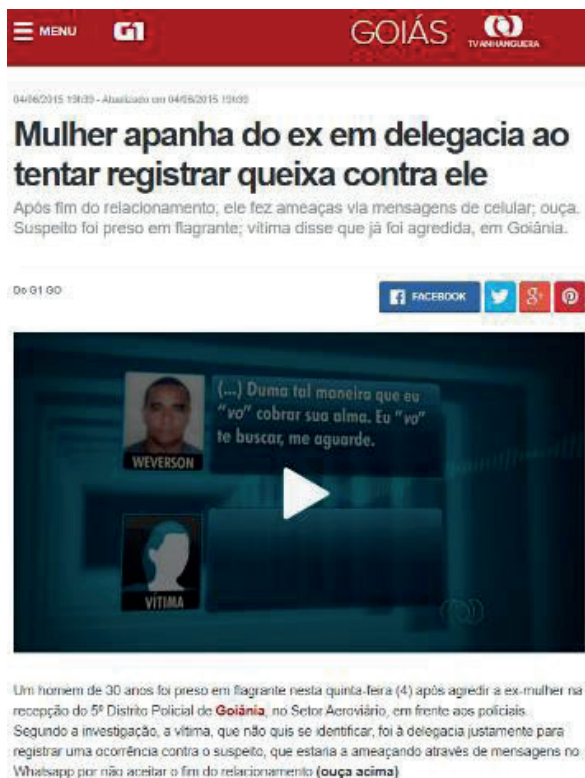 MENU G1 GOIÁS TV ANHANGUERA
04/06/2015 19h39 - Atualizado em 04/06/2015 19h39
Mulher apanha do ex em delegacia ao
tentar registrar queixa contra ele
Após fim do relacionamento, ele fez ameaças via mensagens de celular; ouça.
Suspeito foi preso em flagrante; vítima disse que já foi agredida, em Goiânia.
Do G1 GO
FACEBOOK
(...) Duma tal maneira que eu
"vo" cobrar sua alma. Eu "vo"
te buscar, me aguarde.
WEVERSON
VÍTIMA
Um homem de 30 anos foi preso em flagrante nesta quinta-feira (4) após agredir a ex-mulher na
recepção do 5º Distrito Policial de Goiânia, no Setor Aeroviário, em frente aos policiais.
Segundo a investigação, a vítima, que não quis se identificar, foi à delegacia justamente para
registrar uma ocorrência contra o suspeito, que estaria a ameaçando através de mensagens no
Whatsapp por não aceitar o fim do relacionamento (ouça acima)